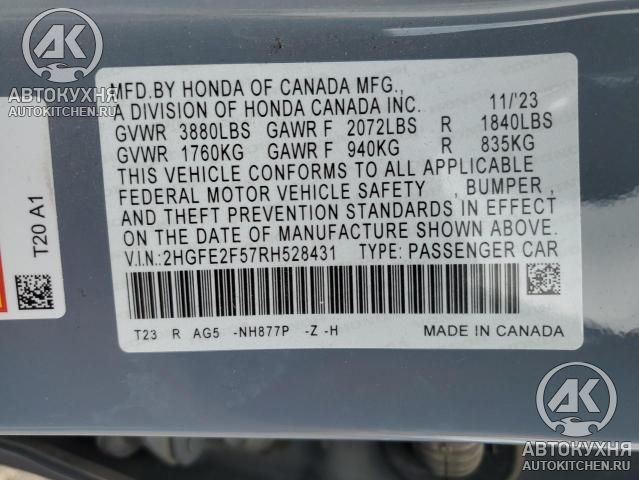 АК
АВТОКУХНЯ
AUTOKITCHEN.RU
T20 A1
MFD.BY HONDA OF CANADA MFG.,
A DIVISION OF HONDA CANADA INC. 11/'23
GVWR 3880LBS GAWR F 2072LBS R 1840LBS
GVWR 1760KG GAWR F 940KG R 835KG
THIS VEHICLE CONFORMS TO ALL APPLICABLE
FEDERAL MOTOR VEHICLE SAFETY , BUMPER ,
AND THEFT PREVENTION STANDARDS IN EFFECT
ON THE DATE OF MANUFACTURE SHOWN ABOVE.
V.I.N.:2HGFE2F57RH528431 TYPE: PASSENGER CAR
T23 R AG5 -NH877P -Z -H MADE IN CANADA
АК
АВТОКУХНЯ
AUTOKITCHEN.RU